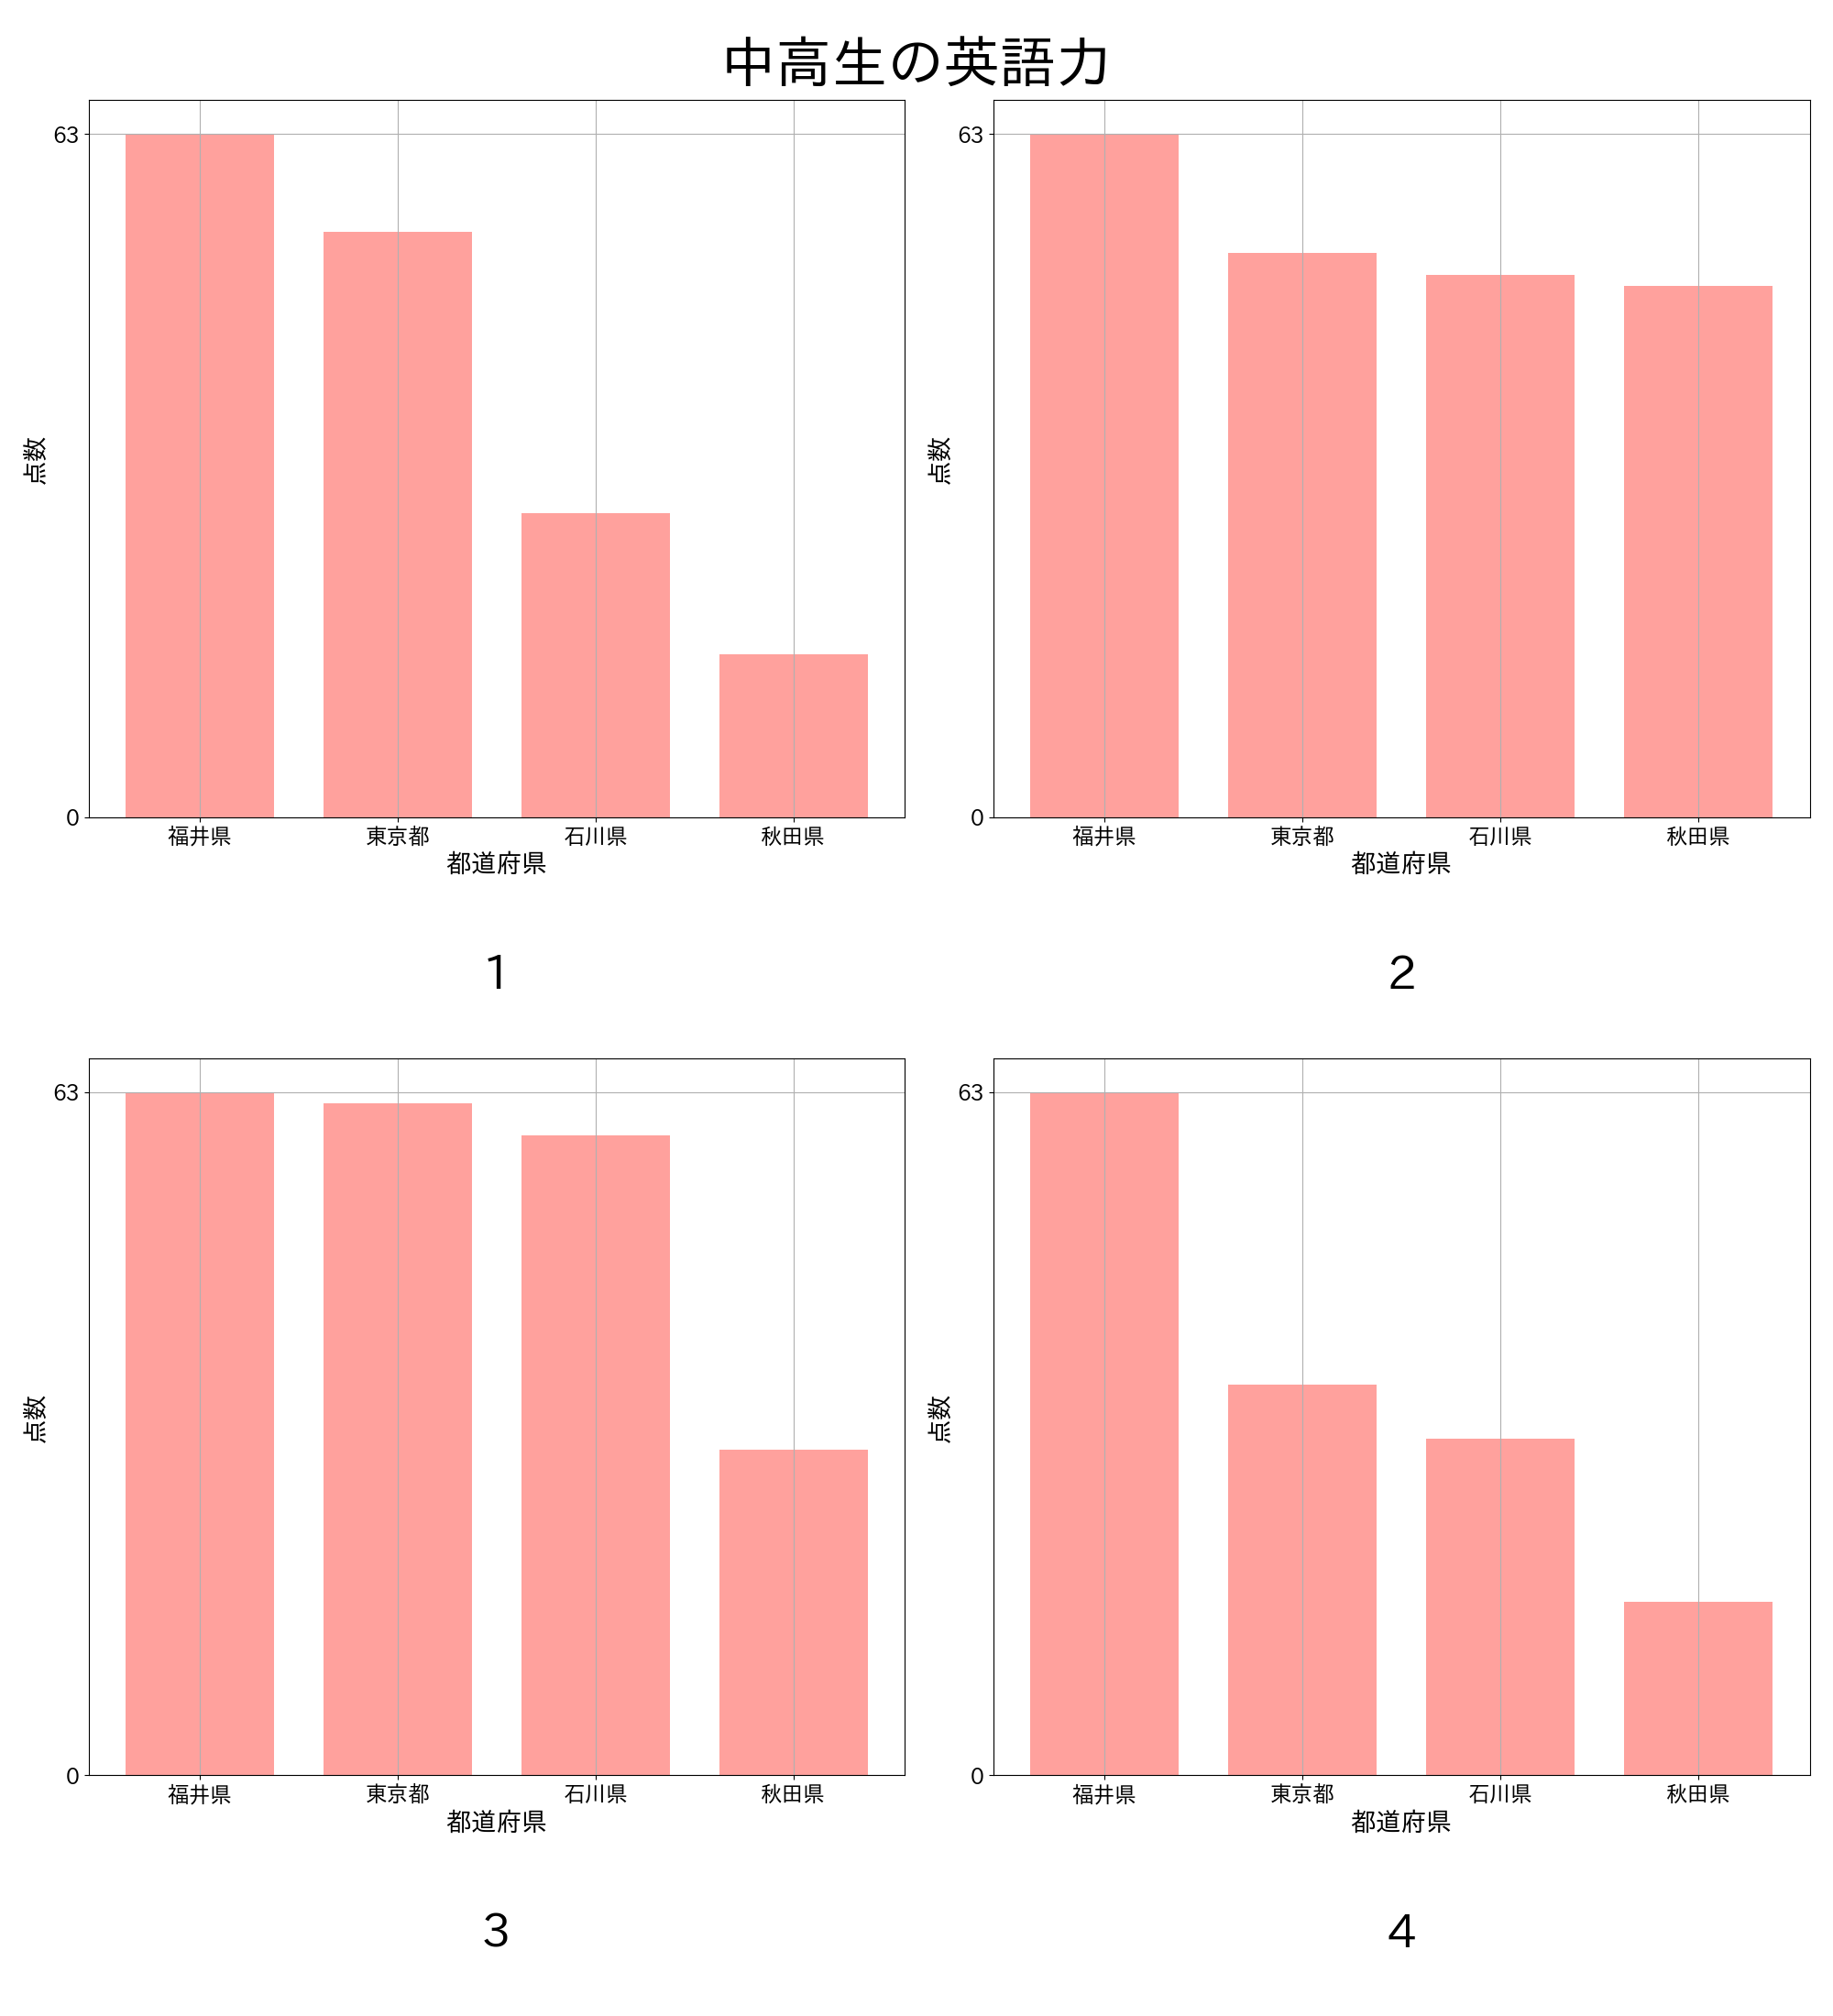 中高生の英語力
63
点数
0
福井県 東京都 石川県 秋田県
都道府県
1
63
点数
0
福井県 東京都 石川県 秋田県
都道府県
2
63
点数
0
福井県 東京都 石川県 秋田県
都道府県
3
63
点数
0
福井県 東京都 石川県 秋田県
都道府県
4